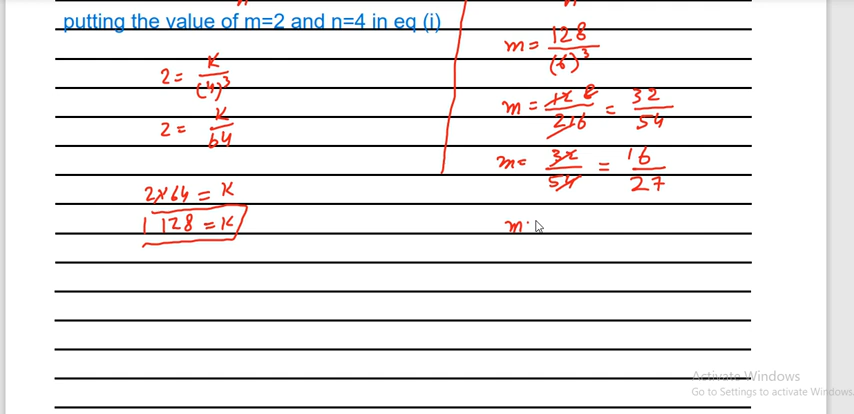 putting the value of m=2 and n=4 in eq (i)
2 = K/(4)^3
2 = K/64
2×64 = K
128 = K
m = 128/(6)^3
m = 128/216 = 32/54
m = 32/54 = 16/27
m =
Activate Windows
Go to Settings to activate Windows.